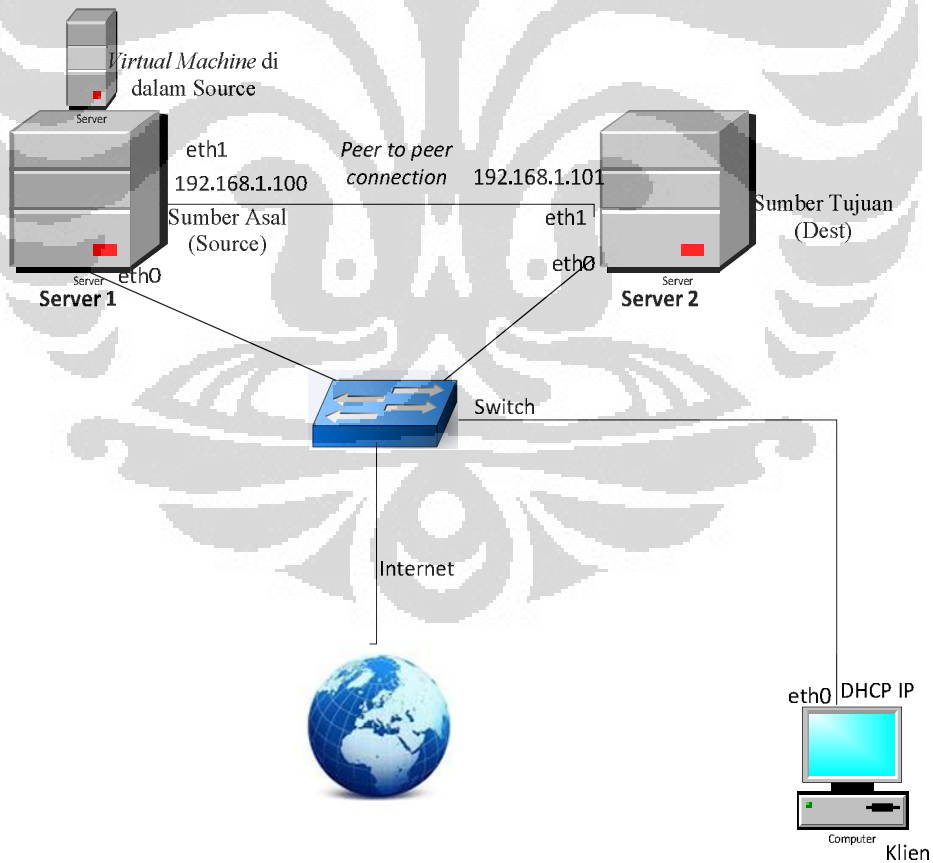 Virtual Machine di
dalam Source
Server
eth1
192.168.1.100
Peer to peer
connection
192.168.1.101
eth1
Sumber Asal
(Source)
Sumber Tujuan
(Dest)
eth0
eth0
Server
Server 1
Server
Server 2
Switch
Internet
eth0
DHCP IP
Computer
Klien